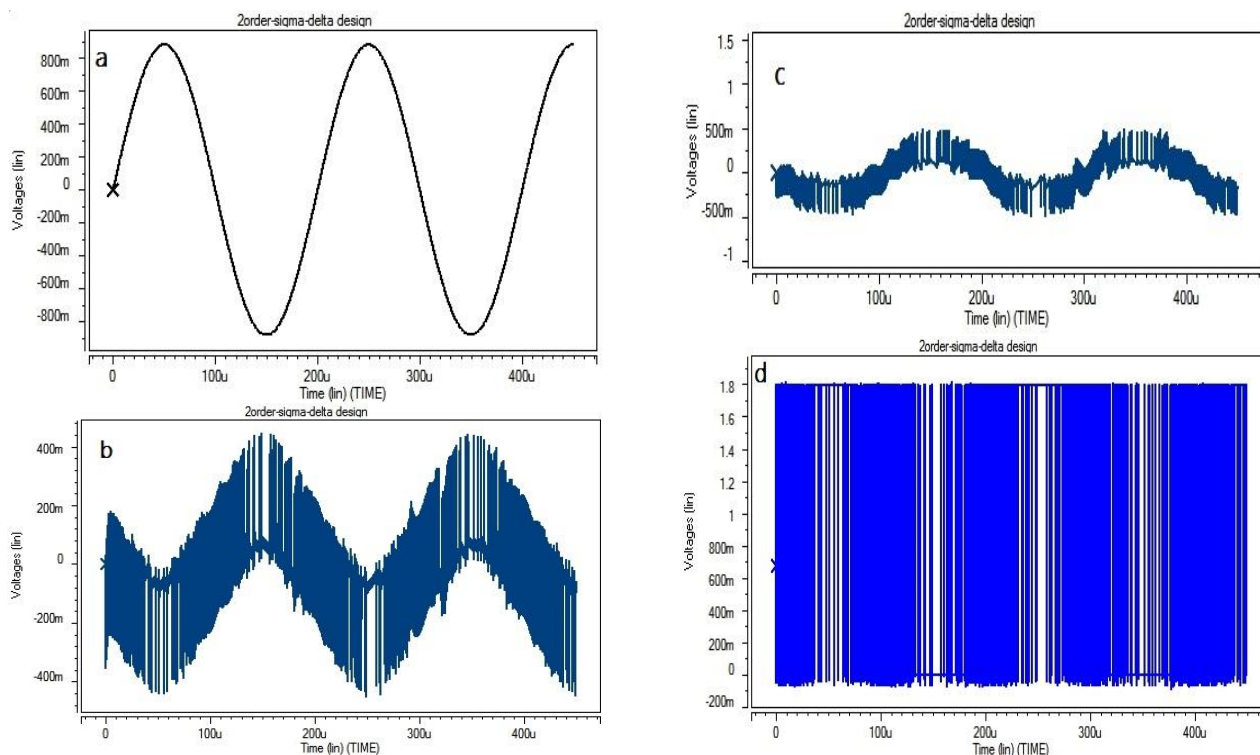 2order-sigma-delta design
a
Voltages (lin)
800m
600m
400m
200m
0
-200m
-400m
-600m
-800m
0 100u 200u 300u 400u
Time (lin) (TIME)
2order-sigma-delta design
b
Voltages (lin)
400m
200m
0
-200m
-400m
0 100u 200u 300u 400u
Time (lin) (TIME)
2order-sigma-delta design
c
Voltages (lin)
1.5
1
500m
0
-500m
-1
0 100u 200u 300u 400u
Time (lin) (TIME)
2order-sigma-delta design
d
Voltages (lin)
1.8
1.6
1.4
1.2
1
800m
600m
400m
200m
0
-200m
0 100u 200u 300u 400u
Time (lin) (TIME)